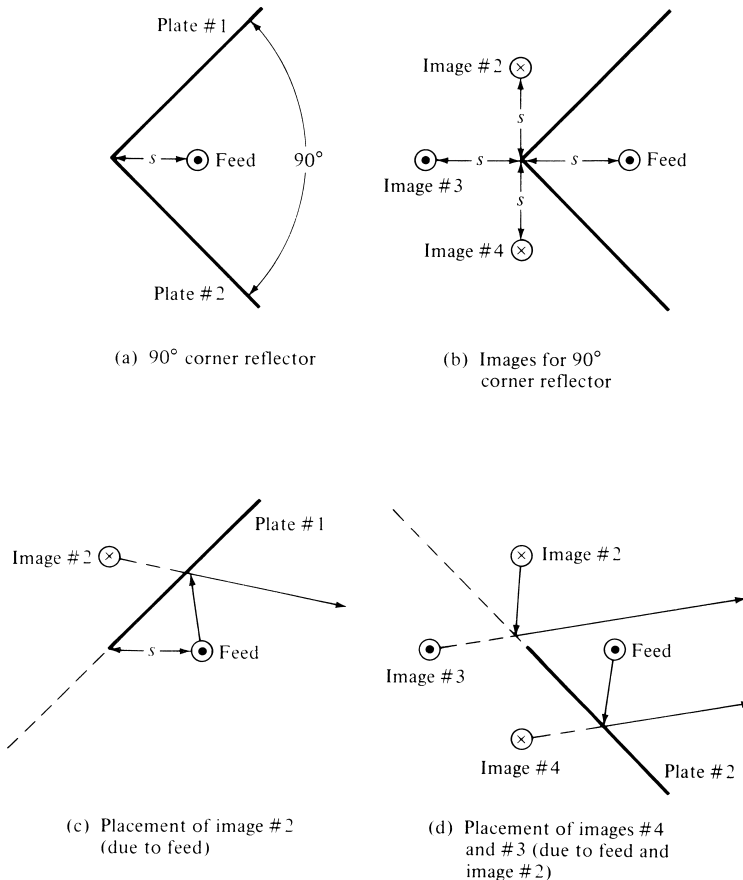 Plate #1
s
Feed
90°
Plate #2
(a) 90° corner reflector
Image #2
s
s
s
Feed
Image #3
s
Image #4
(b) Images for 90°
corner reflector
Plate #1
Image #2
s
Feed
(c) Placement of image #2
(due to feed)
Image #2
Feed
Image #3
Image #4
Plate #2
(d) Placement of images #4
and #3 (due to feed and
image #2)